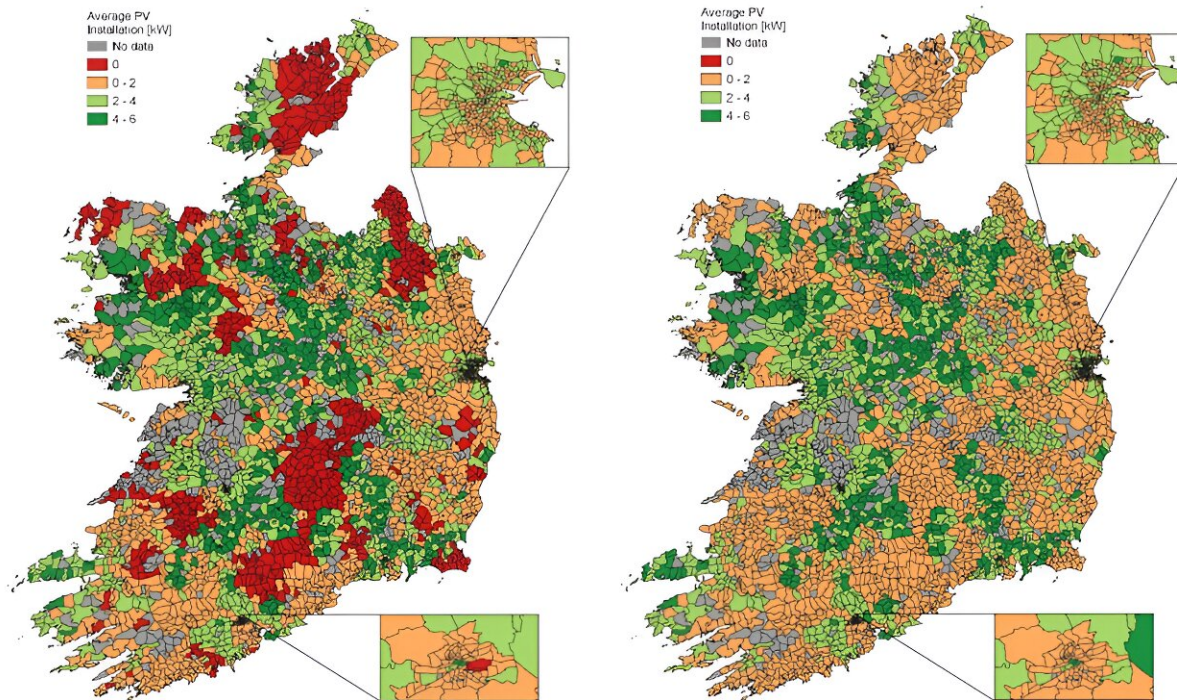 Average PV
Installation [kW]
No data
0
0 - 2
2 - 4
4 - 6
Average PV
Installation [kW]
No data
0
0 - 2
2 - 4
4 - 6